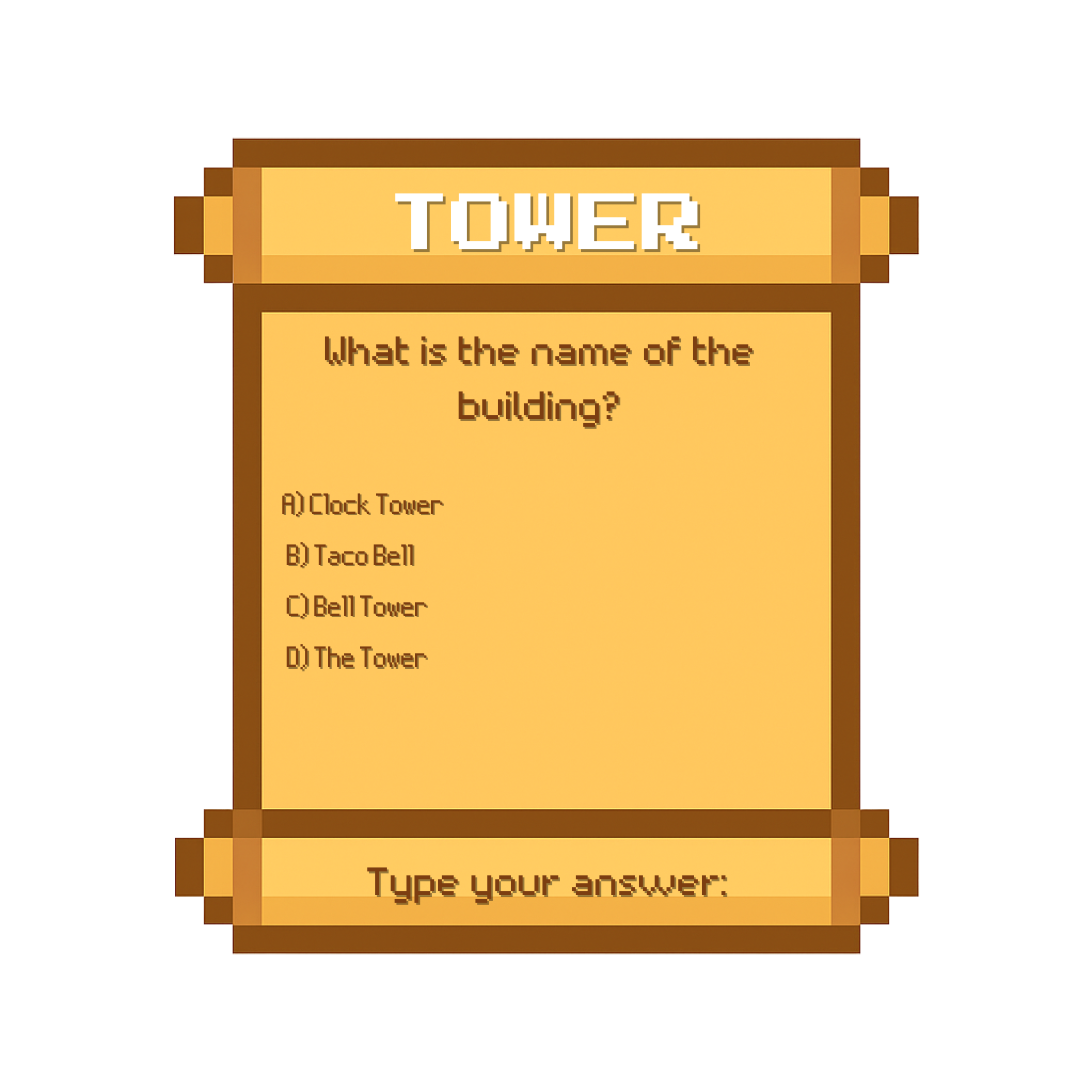 TOWER
What is the name of the
building?
A) Clock Tower
B) Taco Bell
C) Bell Tower
D) The Tower
Type your answer: